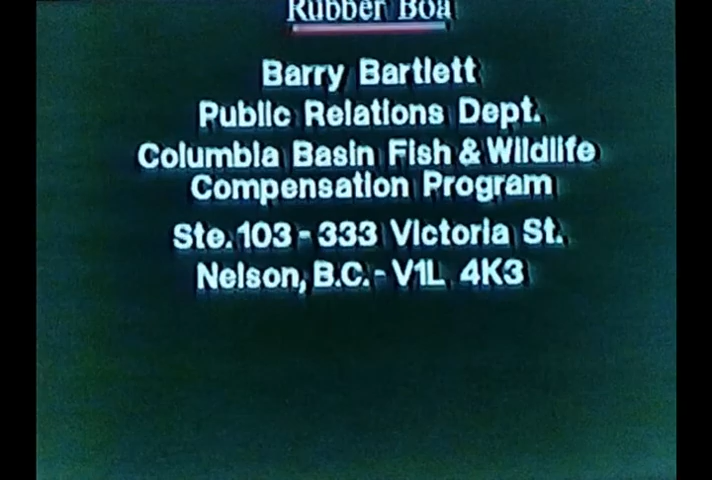 Rubber Boa
Barry Bartlett
Public Relations Dept.
Columbia Basin Fish & Wildlife
Compensation Program
Ste. 103 - 333 Victoria St.
Nelson, B.C. - V1L 4K3